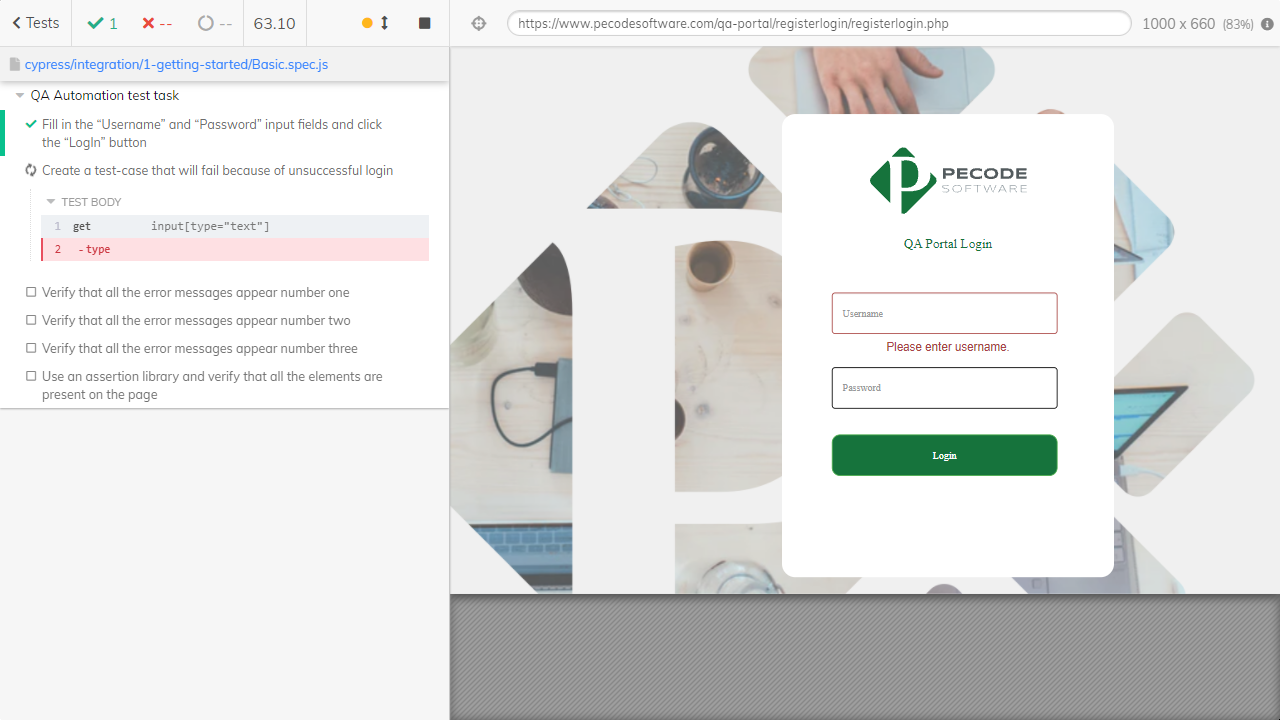 Tests
1
--
--
63.10
https://www.pecodesoftware.com/qa-portal/registerlogin/registerlogin.php
1000 x 660 (83%)
cypress/integration/1-getting-started/Basic.spec.js
QA Automation test task
Fill in the “Username” and “Password” input fields and click
the “LogIn” button
Create a test-case that will fail because of unsuccessful login
TEST BODY
1 get input[type="text"]
2 -type
Verify that all the error messages appear number one
Verify that all the error messages appear number two
Verify that all the error messages appear number three
Use an assertion library and verify that all the elements are
present on the page
PECODE
SOFTWARE
QA Portal Login
Username
Please enter username.
Password
Login